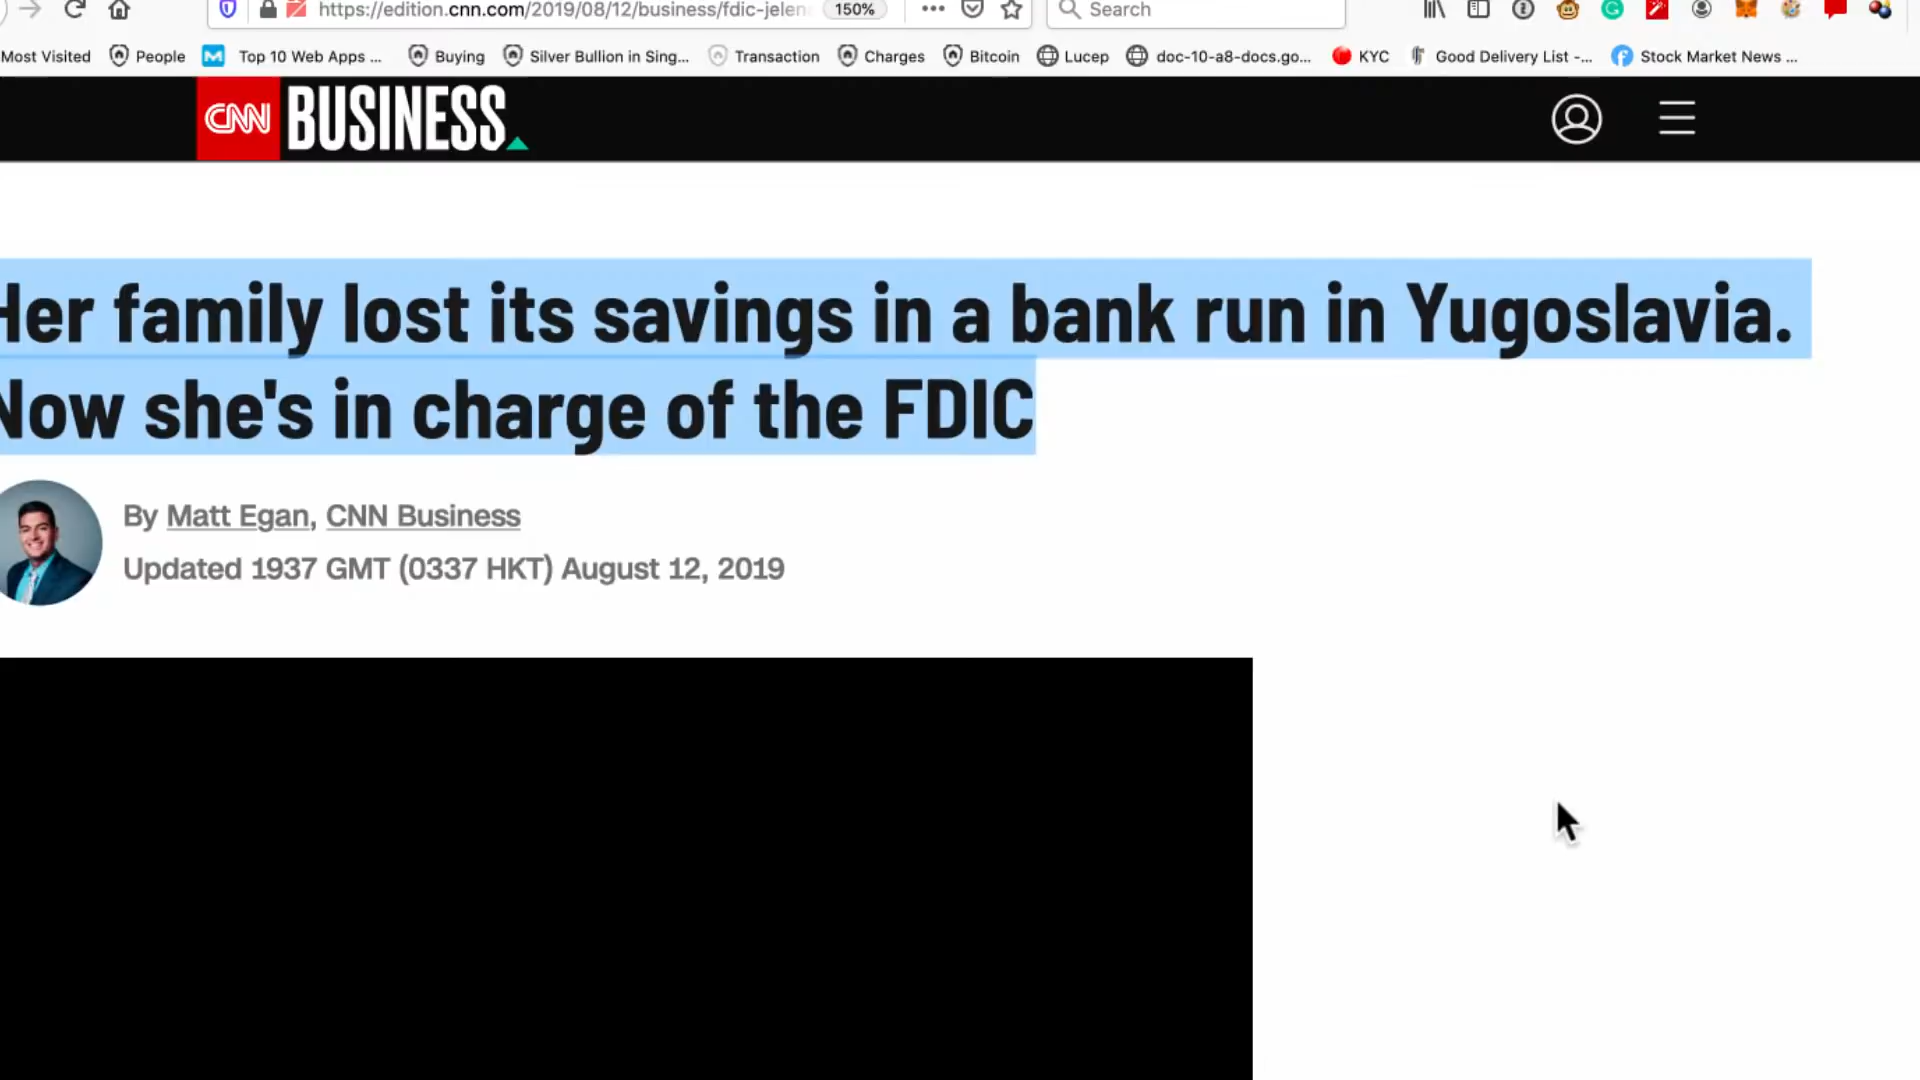 https://edition.cnn.com/2019/08/12/business/fdic-jelen 150% Search
Most Visited People Top 10 Web Apps ... Buying Silver Bullion in Sing... Transaction Charges Bitcoin Lucep doc-10-a8-docs.go... KYC Good Delivery List -... Stock Market News ...
CNN BUSINESS
Her family lost its savings in a bank run in Yugoslavia.
Now she's in charge of the FDIC
By Matt Egan, CNN Business
Updated 1937 GMT (0337 HKT) August 12, 2019